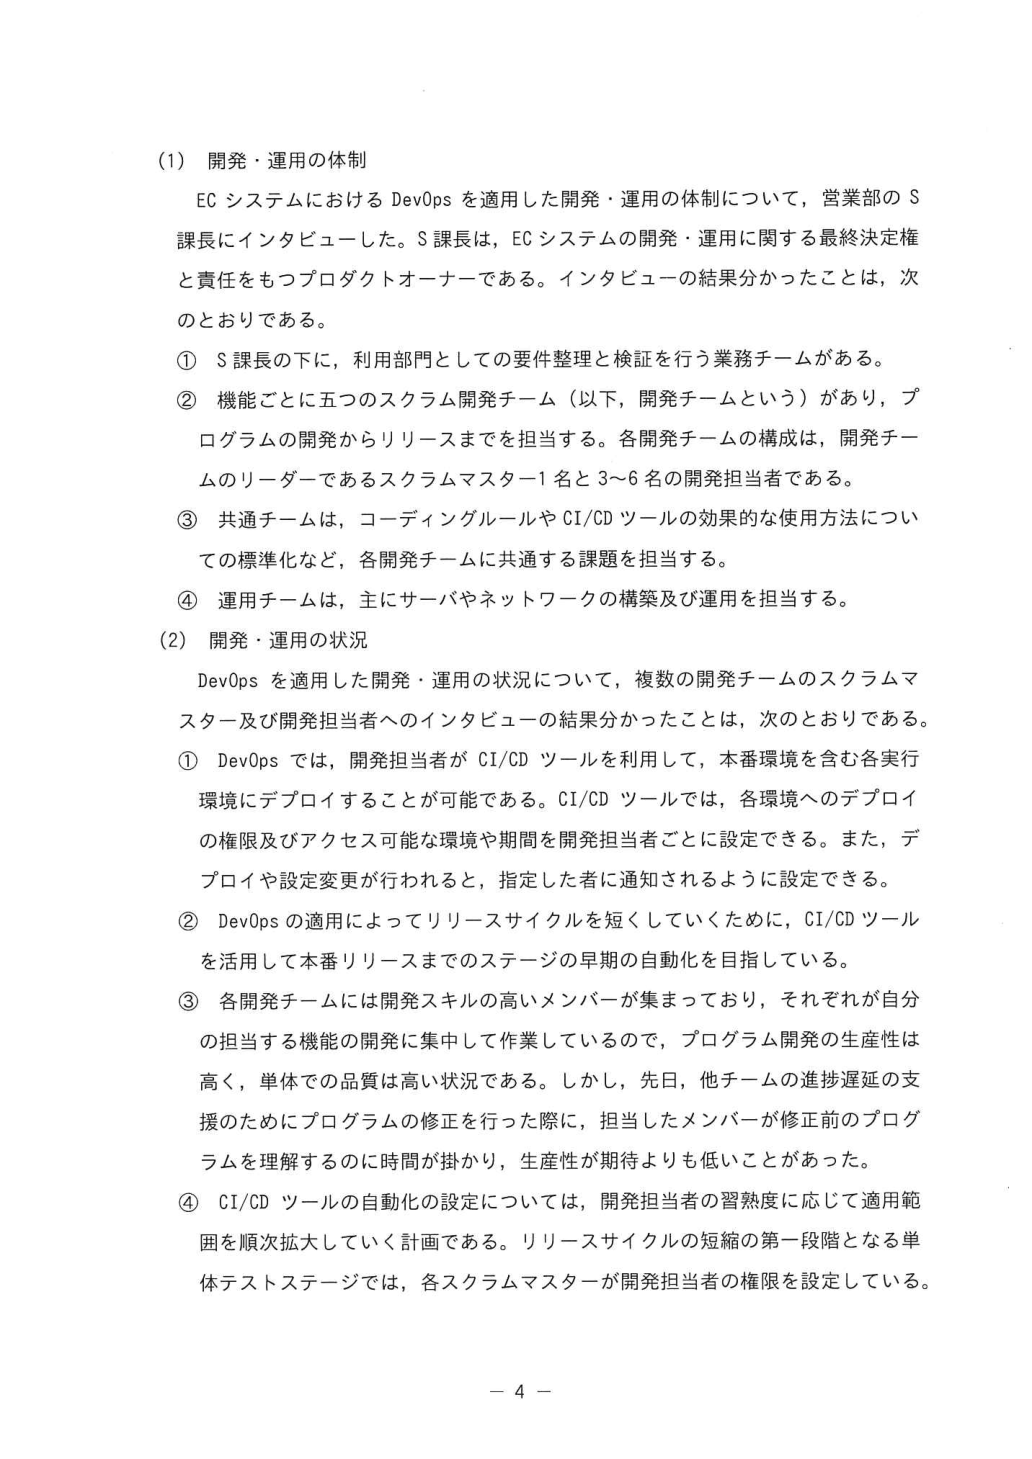 (1) 開発・運用の体制
EC システムにおける DevOps を適用した開発・運用の体制について，営業部の S
課長にインタビューした。S 課長は，EC システムの開発・運用に関する最終決定権
と責任をもつプロダクトオーナーである。インタビューの結果分かったことは，次
のとおりである。
① S 課長の下に，利用部門としての要件整理と検証を行う業務チームがある。
② 機能ごとに五つのスクラム開発チーム（以下，開発チームという）があり，プ
ログラムの開発からリリースまでを担当する。各開発チームの構成は，開発チー
ムのリーダーであるスクラムマスター1 名と 3～6 名の開発担当者である。
③ 共通チームは，コーディングルールや CI/CD ツールの効果的な使用方法につい
ての標準化など，各開発チームに共通する課題を担当する。
④ 運用チームは，主にサーバやネットワークの構築及び運用を担当する。
(2) 開発・運用の状況
DevOps を適用した開発・運用の状況について，複数の開発チームのスクラムマ
スター及び開発担当者へのインタビューの結果分かったことは，次のとおりである。
① DevOps では，開発担当者が CI/CD ツールを利用して，本番環境を含む各実行
環境にデプロイすることが可能である。CI/CD ツールでは，各環境へのデプロイ
の権限及びアクセス可能な環境や期間を開発担当者ごとに設定できる。また，デ
プロイや設定変更が行われると，指定した者に通知されるように設定できる。
② DevOps の適用によってリリースサイクルを短くしていくために，CI/CD ツール
を活用して本番リリースまでのステージの早期の自動化を目指している。
③ 各開発チームには開発スキルの高いメンバーが集まっており，それぞれが自分
の担当する機能の開発に集中して作業しているので，プログラム開発の生産性は
高く，単体での品質は高い状況である。しかし，先日，他チームの進捗遅延の支
援のためにプログラムの修正を行った際に，担当したメンバーが修正前のプログ
ラムを理解するのに時間が掛かり，生産性が期待よりも低いことがあった。
④ CI/CD ツールの自動化の設定については，開発担当者の習熟度に応じて適用範
囲を順次拡大していく計画である。リリースサイクルの短縮の第一段階となる単
体テストステージでは，各スクラムマスターが開発担当者の権限を設定している。
－ 4 －